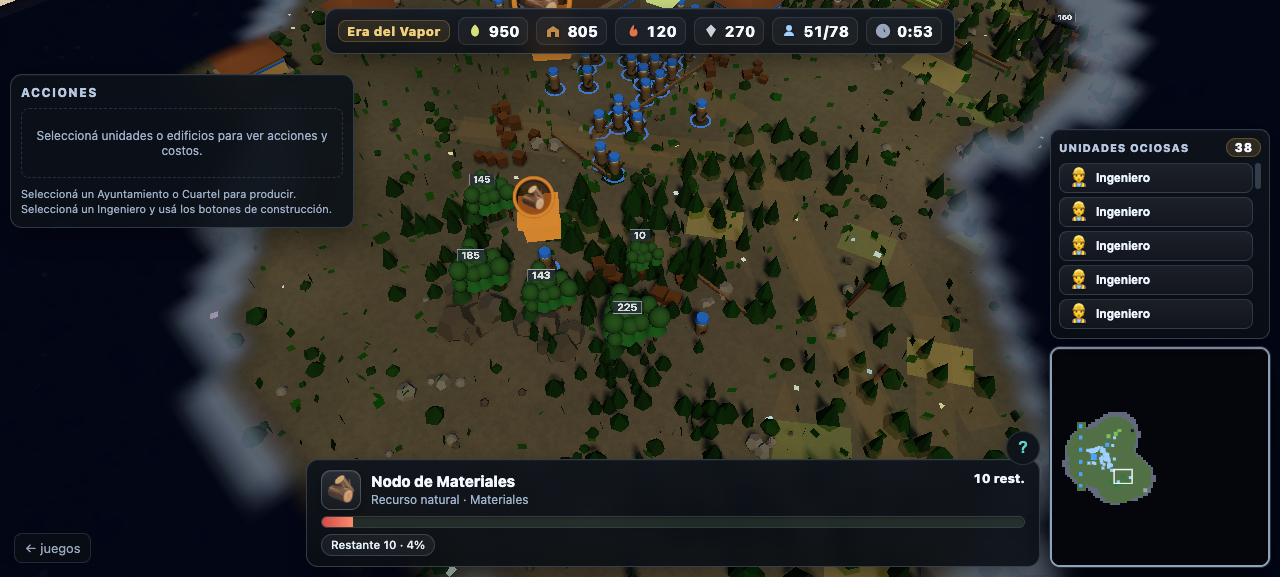 Era del Vapor 950 805 120 270 51/78 0:53
160
ACCIONES
Seleccioná unidades o edificios para ver acciones y
costos.
Seleccioná un Ayuntamiento o Cuartel para producir.
Seleccioná un Ingeniero y usá los botones de construcción.
UNIDADES OCIOSAS 38
Ingeniero
Ingeniero
Ingeniero
Ingeniero
Ingeniero
145
10
185
143
225
?
Nodo de Materiales
10 rest.
Recurso natural · Materiales
Restante 10 · 4%
← juegos